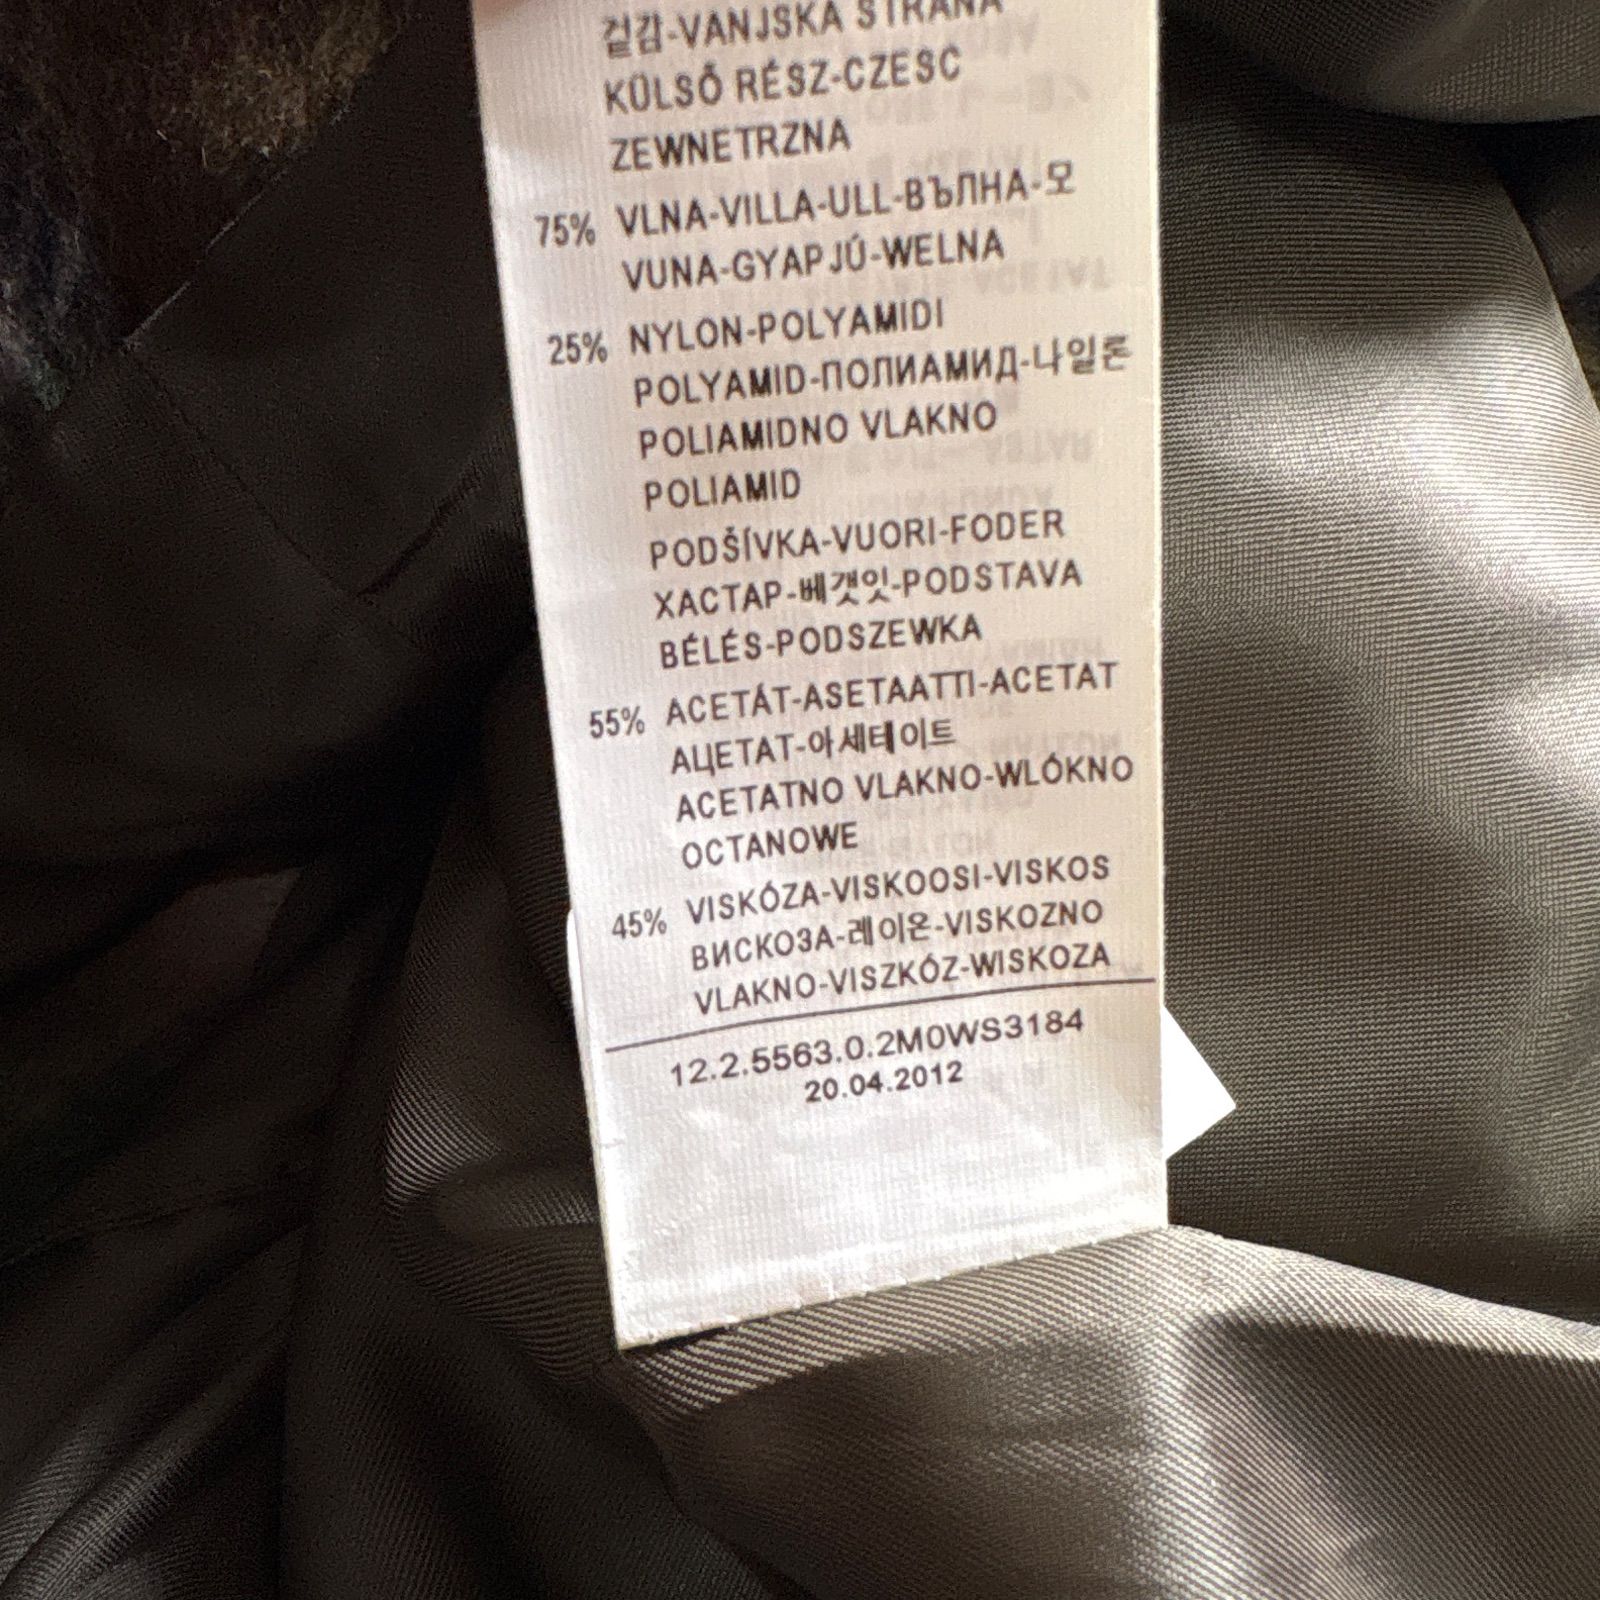 겉감-VANJSKA STRANA
KÜLSŐ RÉSZ-CZESC
ZEWNETRZNA
75% VLNA-VILLA-ULL-ВЪЛНА-모
VUNA-GYAPJÚ-WELNA
25% NYLON-POLYAMIDI
POLYAMID-ПОЛИАМИД-나일론
POLIAMIDNO VLAKNO
POLIAMID
PODŠÍVKA-VUORI-FODER
ХАСТАР-베갯잇-PODSTAVA
BÉLÉS-PODSZEWKA
55% ACETÁT-ASETAATTI-ACETAT
АЦЕТАТ-아세테이트
ACETATNO VLAKNO-WLÓKNO
OCTANOWE
45% VISKÓZA-VISKOOSI-VISKOS
ВИСКОЗА-레이온-VISKOZNO
VLAKNO-VISZKÓZ-WISKOZA
12.2.5563.0.2M0WS3184
20.04.2012